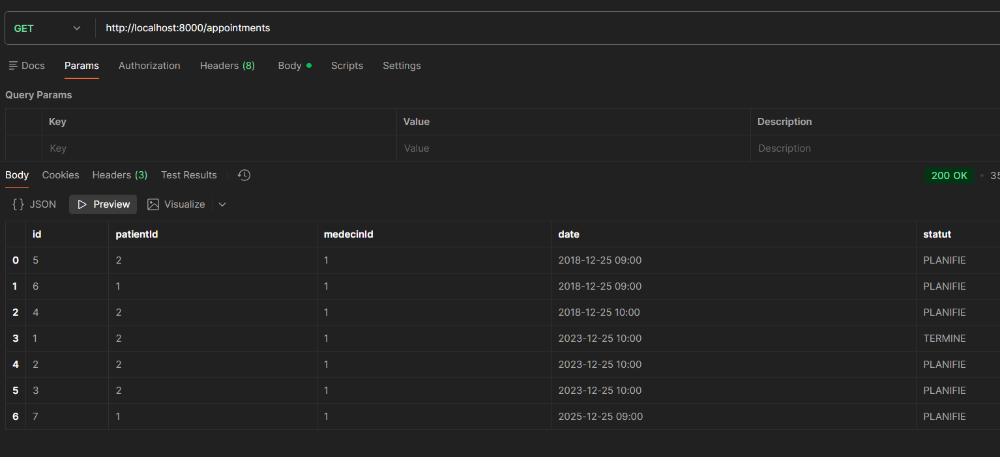 GET http://localhost:8000/appointments
Docs Params Authorization Headers (8) Body Scripts Settings
Query Params
Key Value Description
Key Value Description
Body Cookies Headers (3) Test Results 200 OK
{} JSON Preview Visualize
id patientId medecinId date statut
0 5 2 1 2018-12-25 09:00 PLANIFIE
1 6 1 1 2018-12-25 09:00 PLANIFIE
2 4 2 1 2018-12-25 10:00 PLANIFIE
3 1 2 1 2023-12-25 10:00 TERMINE
4 2 2 1 2023-12-25 10:00 PLANIFIE
5 3 2 1 2023-12-25 10:00 PLANIFIE
6 7 1 1 2025-12-25 09:00 PLANIFIE